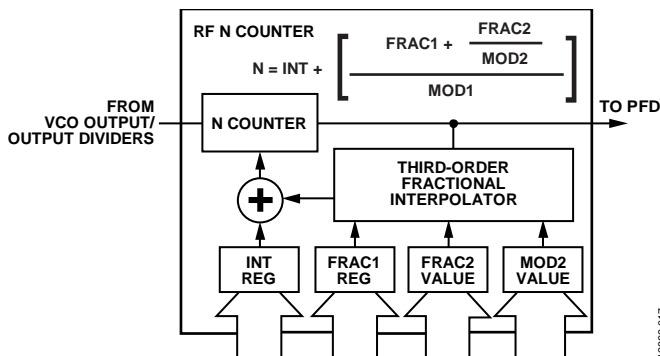 RF N COUNTER
N = INT +
FRAC1 +
FRAC2
MOD2
MOD1
FROM
VCO OUTPUT/
OUTPUT DIVIDERS
N COUNTER
TO PFD
THIRD-ORDER
FRACTIONAL
INTERPOLATOR
+
INT
REG
FRAC1
REG
FRAC2
VALUE
MOD2
VALUE